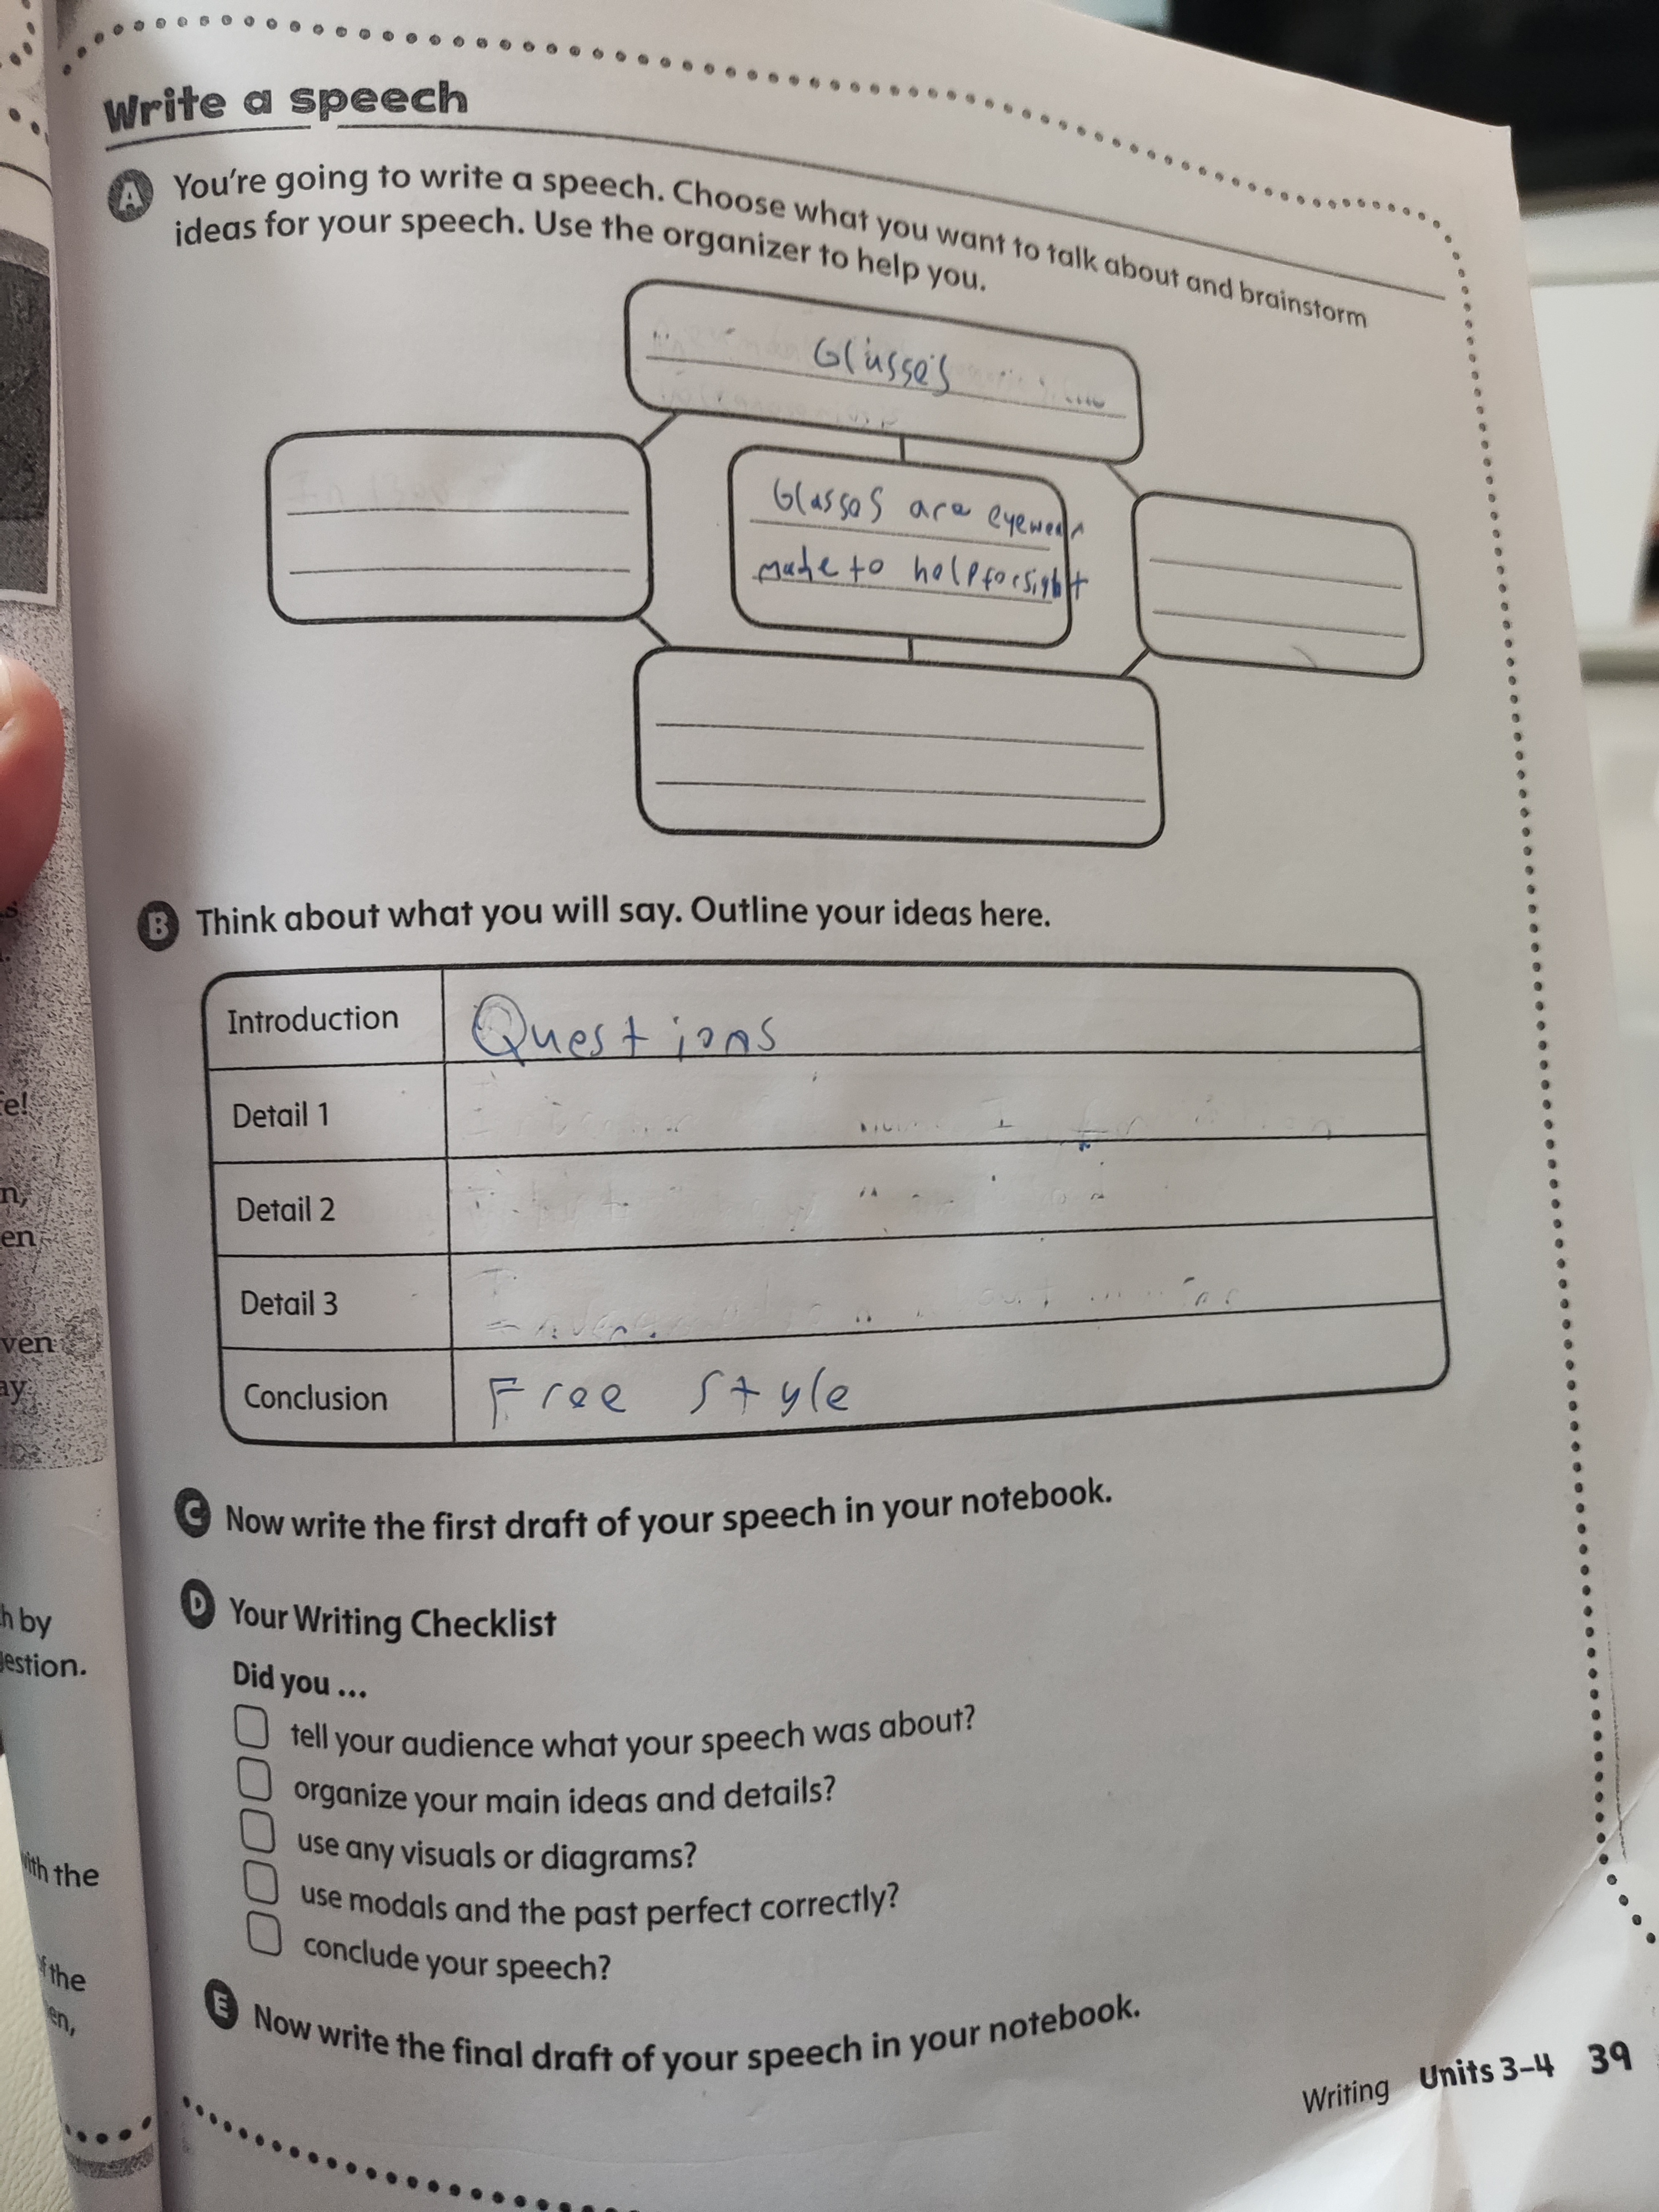 Write a speech
A You're going to write a speech. Choose what you want to talk about and brainstorm
ideas for your speech. Use the organizer to help you.
Glasses
Glasses are eyewear
made to help for sight
B Think about what you will say. Outline your ideas here.
Introduction Questions
Detail 1
Detail 2
Detail 3
Conclusion Free Style
C Now write the first draft of your speech in your notebook.
D Your Writing Checklist
Did you ...
tell your audience what your speech was about?
organize your main ideas and details?
use any visuals or diagrams?
use modals and the past perfect correctly?
conclude your speech?
E Now write the final draft of your speech in your notebook.
Writing Units 3–4 39